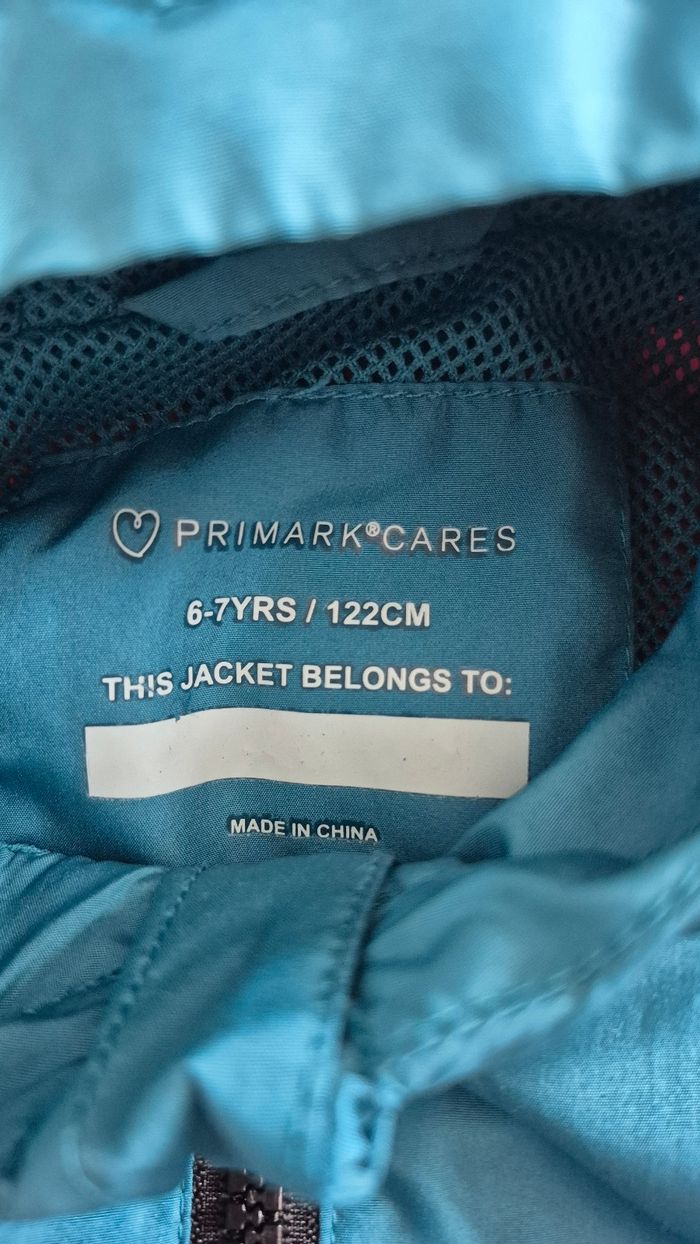 PRIMARK®CARES
6-7YRS / 122CM
THIS JACKET BELONGS TO:
MADE IN CHINA